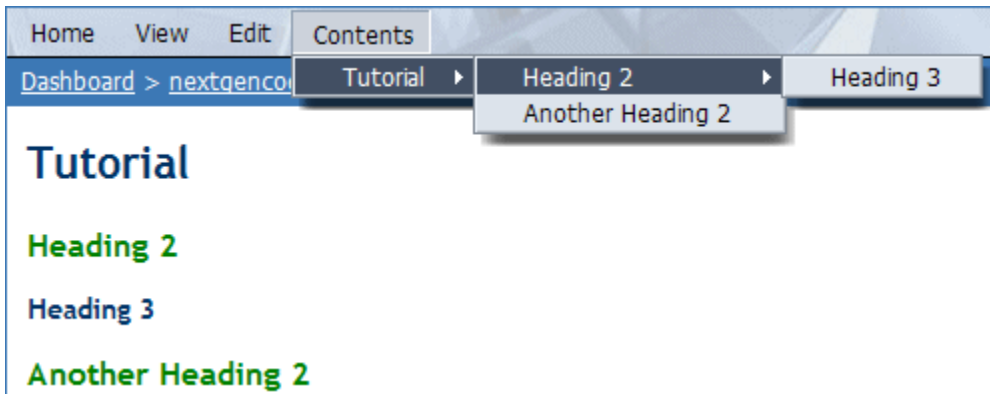 Home View Edit Contents
Dashboard > nextgenco Tutorial Heading 2 Heading 3
Another Heading 2
Tutorial
Heading 2
Heading 3
Another Heading 2